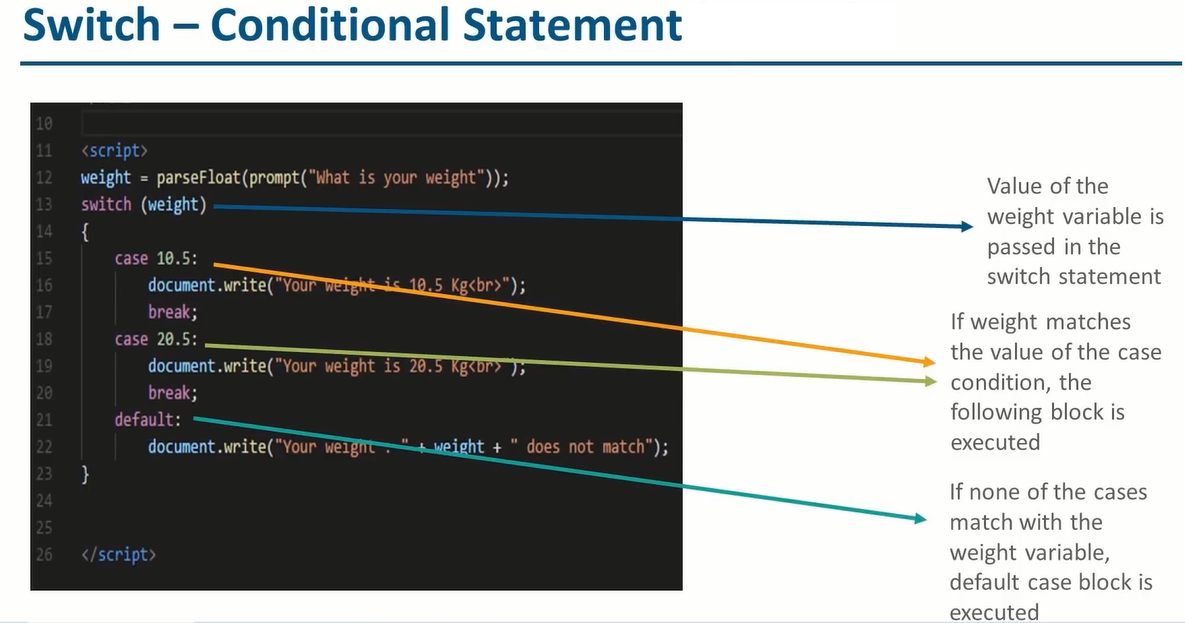 Switch – Conditional Statement
10
11 <script>
12 weight = parseFloat(prompt("What is your weight"));
13 switch (weight)
14 {
15 case 10.5:
16 document.write("Your weight is 10.5 Kg<br>");
17 break;
18 case 20.5:
19 document.write("Your weight is 20.5 Kg<br>");
20 break;
21 default:
22 document.write("Your weight : " + weight + " does not match");
23 }
24
25
26 </script>
Value of the
weight variable is
passed in the
switch statement
If weight matches
the value of the case
condition, the
following block is
executed
If none of the cases
match with the
weight variable,
default case block is
executed